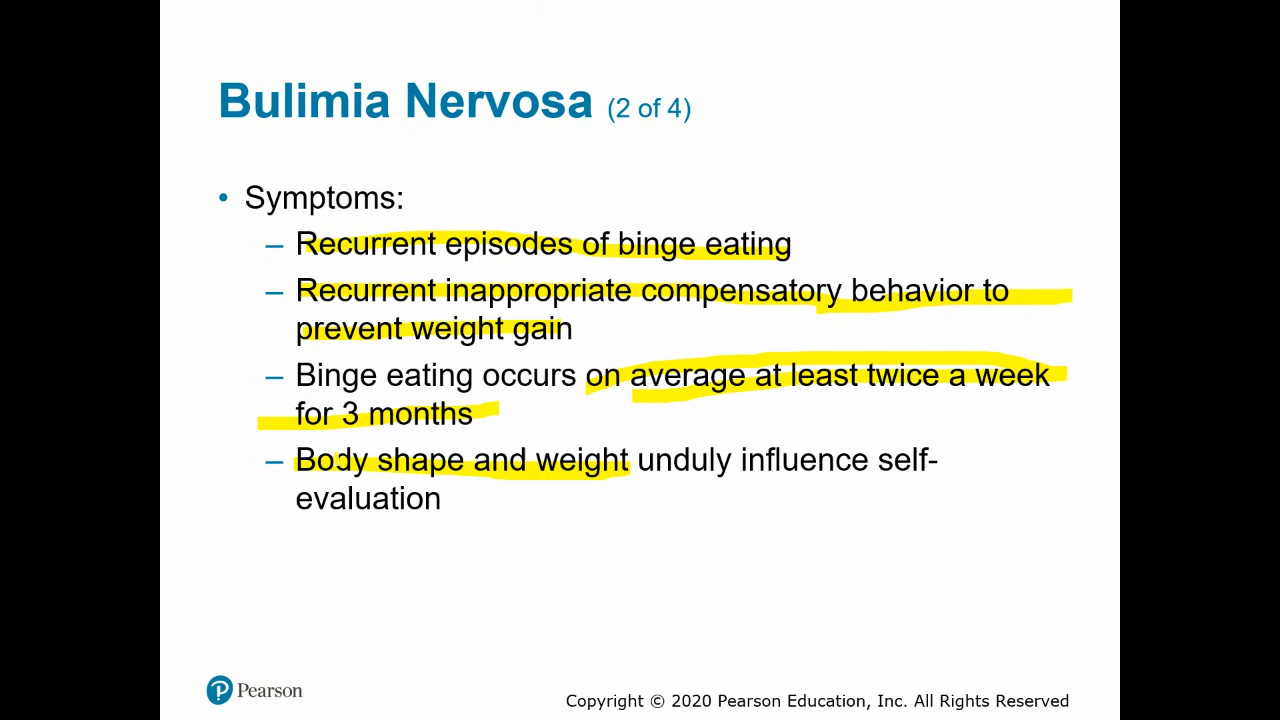 Bulimia Nervosa (2 of 4)
• Symptoms:
– Recurrent episodes of binge eating
– Recurrent inappropriate compensatory behavior to
prevent weight gain
– Binge eating occurs on average at least twice a week
for 3 months
– Body shape and weight unduly influence self-
evaluation
Pearson
Copyright © 2020 Pearson Education, Inc. All Rights Reserved